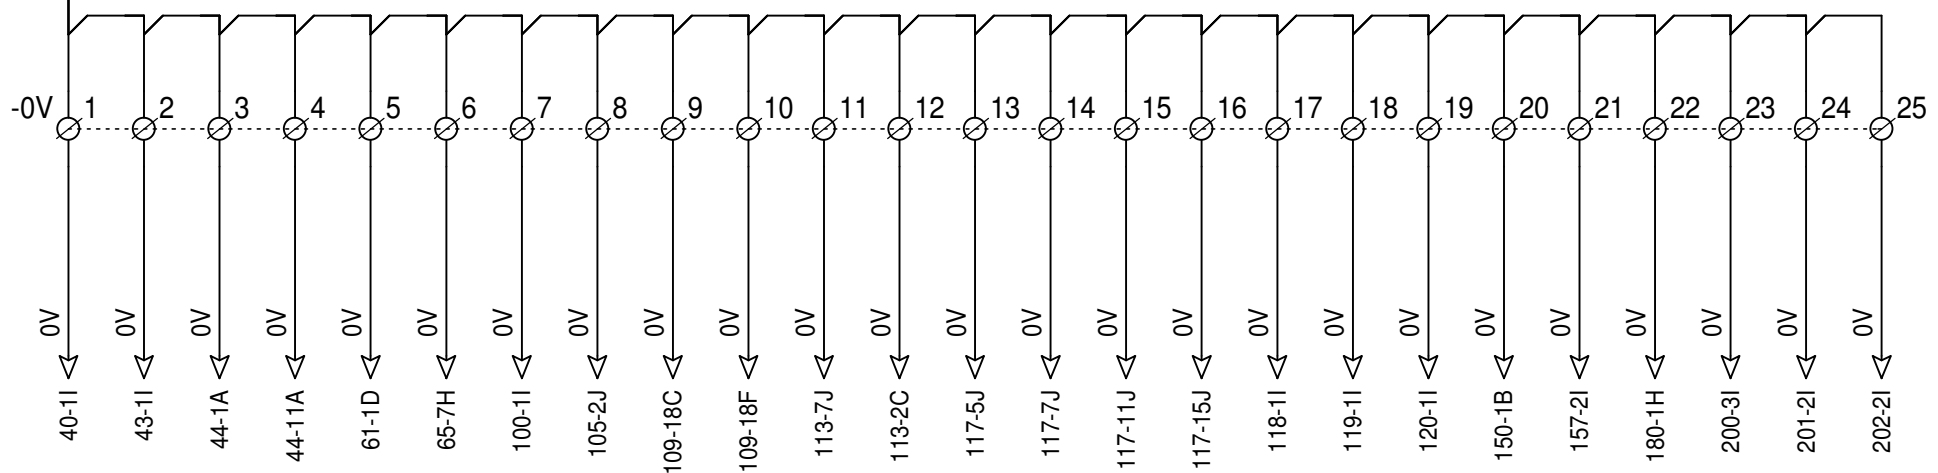 -0V 1 2 3 4 5 6 7 8 9 10 11 12 13 14 15 16 17 18 19 20 21 22 23 24 25
0V 0V 0V 0V 0V 0V 0V 0V 0V 0V 0V 0V 0V 0V 0V 0V 0V 0V 0V 0V 0V 0V 0V 0V 0V
40-1I
43-1I
44-1A
44-11A
61-1D
65-7H
100-1I
105-2J
109-18C
109-18F
113-7J
113-2C
117-5J
117-7J
117-11J
117-15J
118-1I
119-1I
120-1I
150-1B
157-2I
180-1H
200-3I
201-2I
202-2I